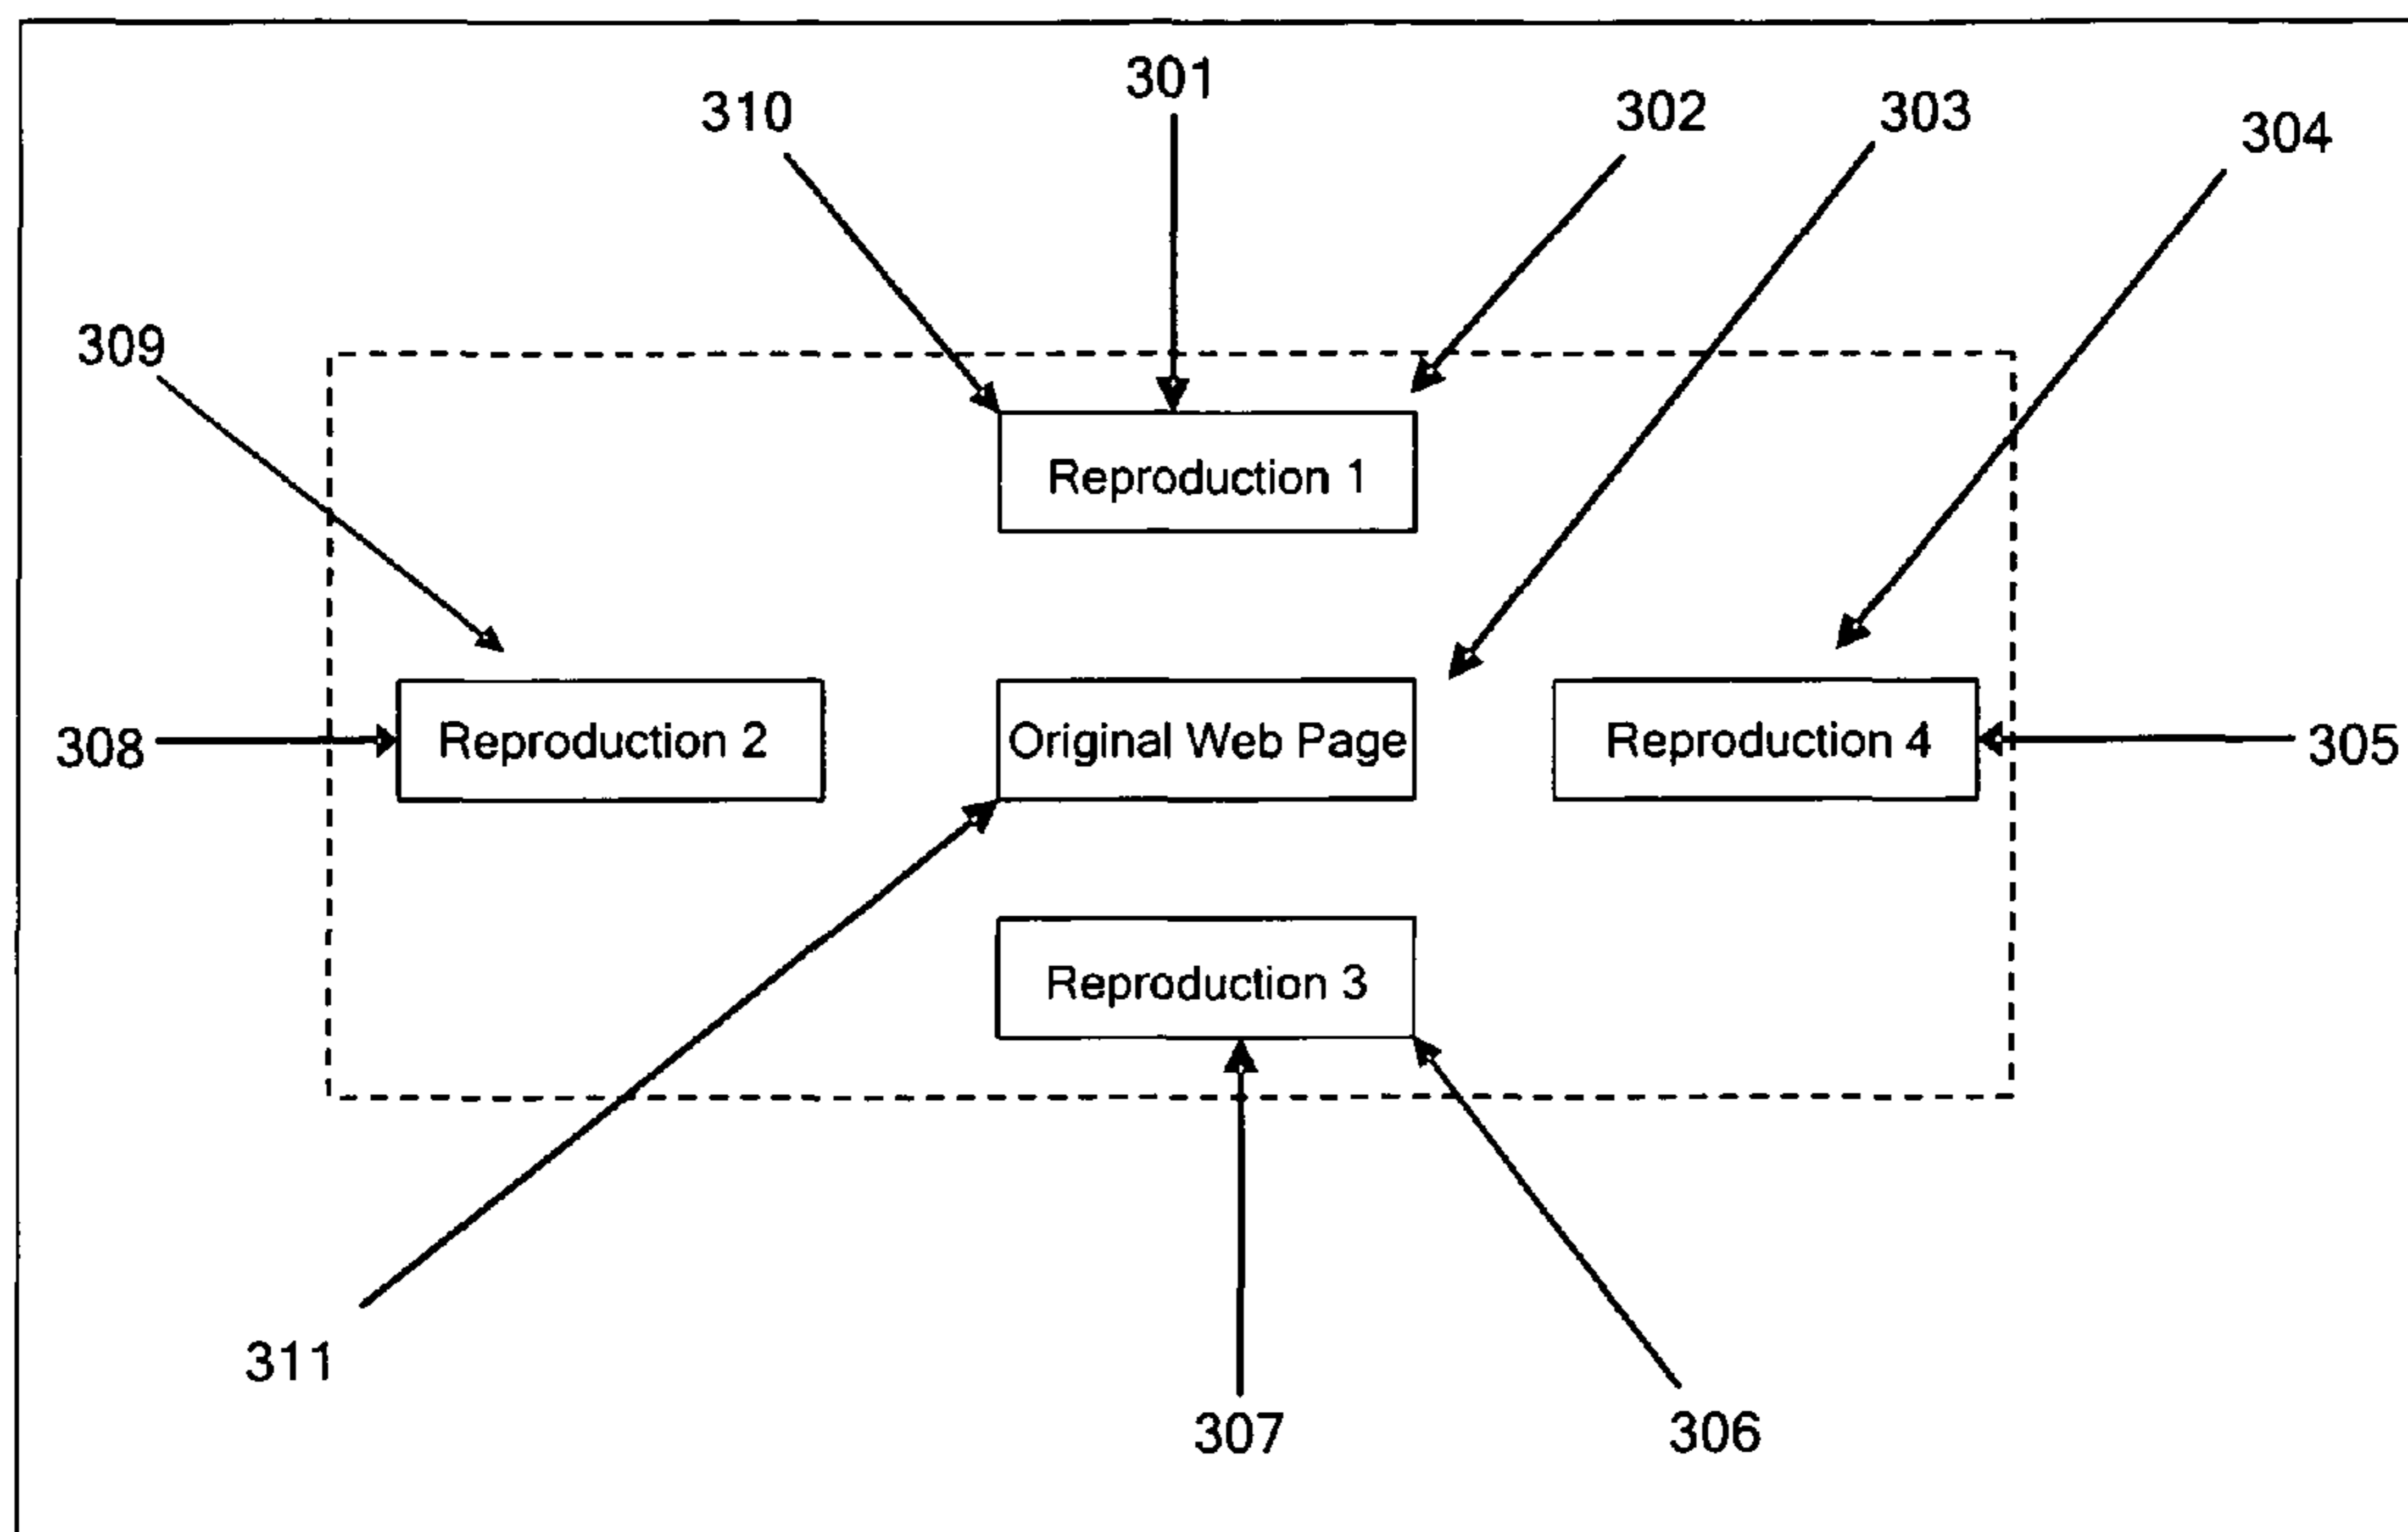 301
310
302
303
304
309
Reproduction 1
308
Reproduction 2
Original Web Page
Reproduction 4
305
Reproduction 3
311
307
306